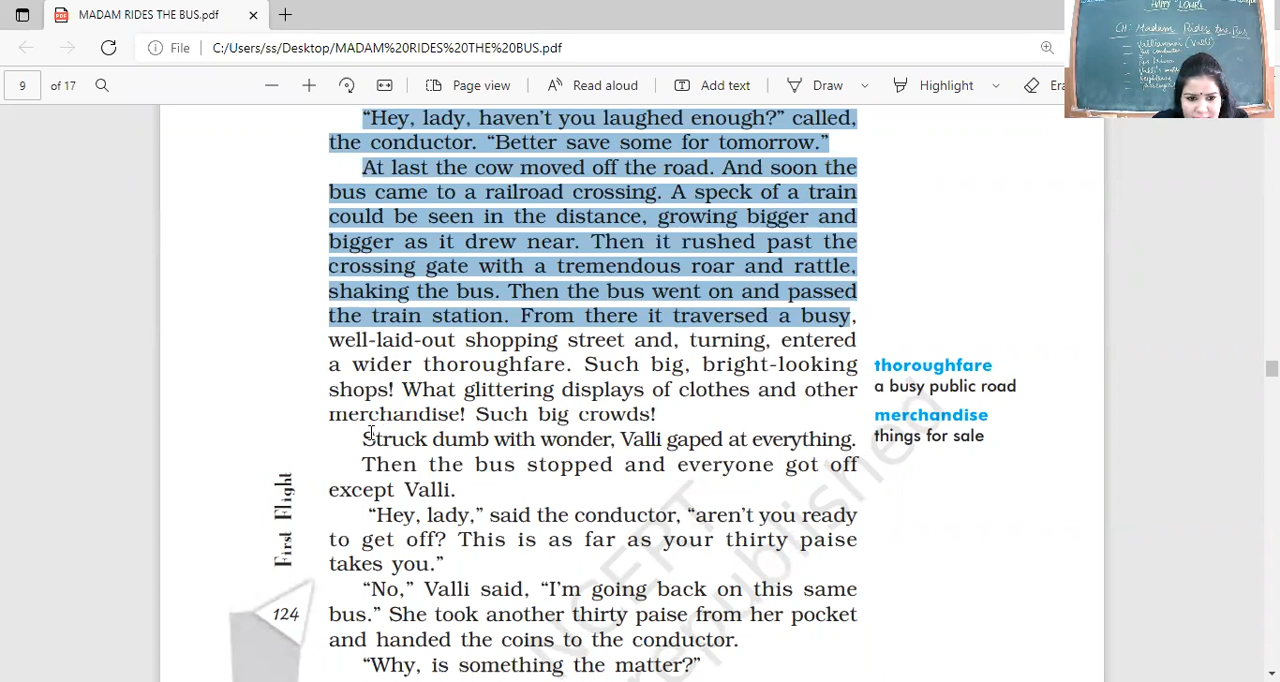 MADAM RIDES THE BUS.pdf
File C:/Users/ss/Desktop/MADAM%20RIDES%20THE%20BUS.pdf
9 of 17 Page view Read aloud Add text Draw Highlight Era
CH: Madam Rides the Bus
"Hey, lady, haven't you laughed enough?" called,
the conductor. "Better save some for tomorrow."
At last the cow moved off the road. And soon the
bus came to a railroad crossing. A speck of a train
could be seen in the distance, growing bigger and
bigger as it drew near. Then it rushed past the
crossing gate with a tremendous roar and rattle,
shaking the bus. Then the bus went on and passed
the train station. From there it traversed a busy,
well-laid-out shopping street and, turning, entered
a wider thoroughfare. Such big, bright-looking
shops! What glittering displays of clothes and other
merchandise! Such big crowds!
Struck dumb with wonder, Valli gaped at everything.
Then the bus stopped and everyone got off
except Valli.
"Hey, lady," said the conductor, "aren't you ready
to get off? This is as far as your thirty paise
takes you."
"No," Valli said, "I'm going back on this same
bus." She took another thirty paise from her pocket
and handed the coins to the conductor.
"Why, is something the matter?"
thoroughfare
a busy public road
merchandise
things for sale
First Flight
124
NCERT
republished